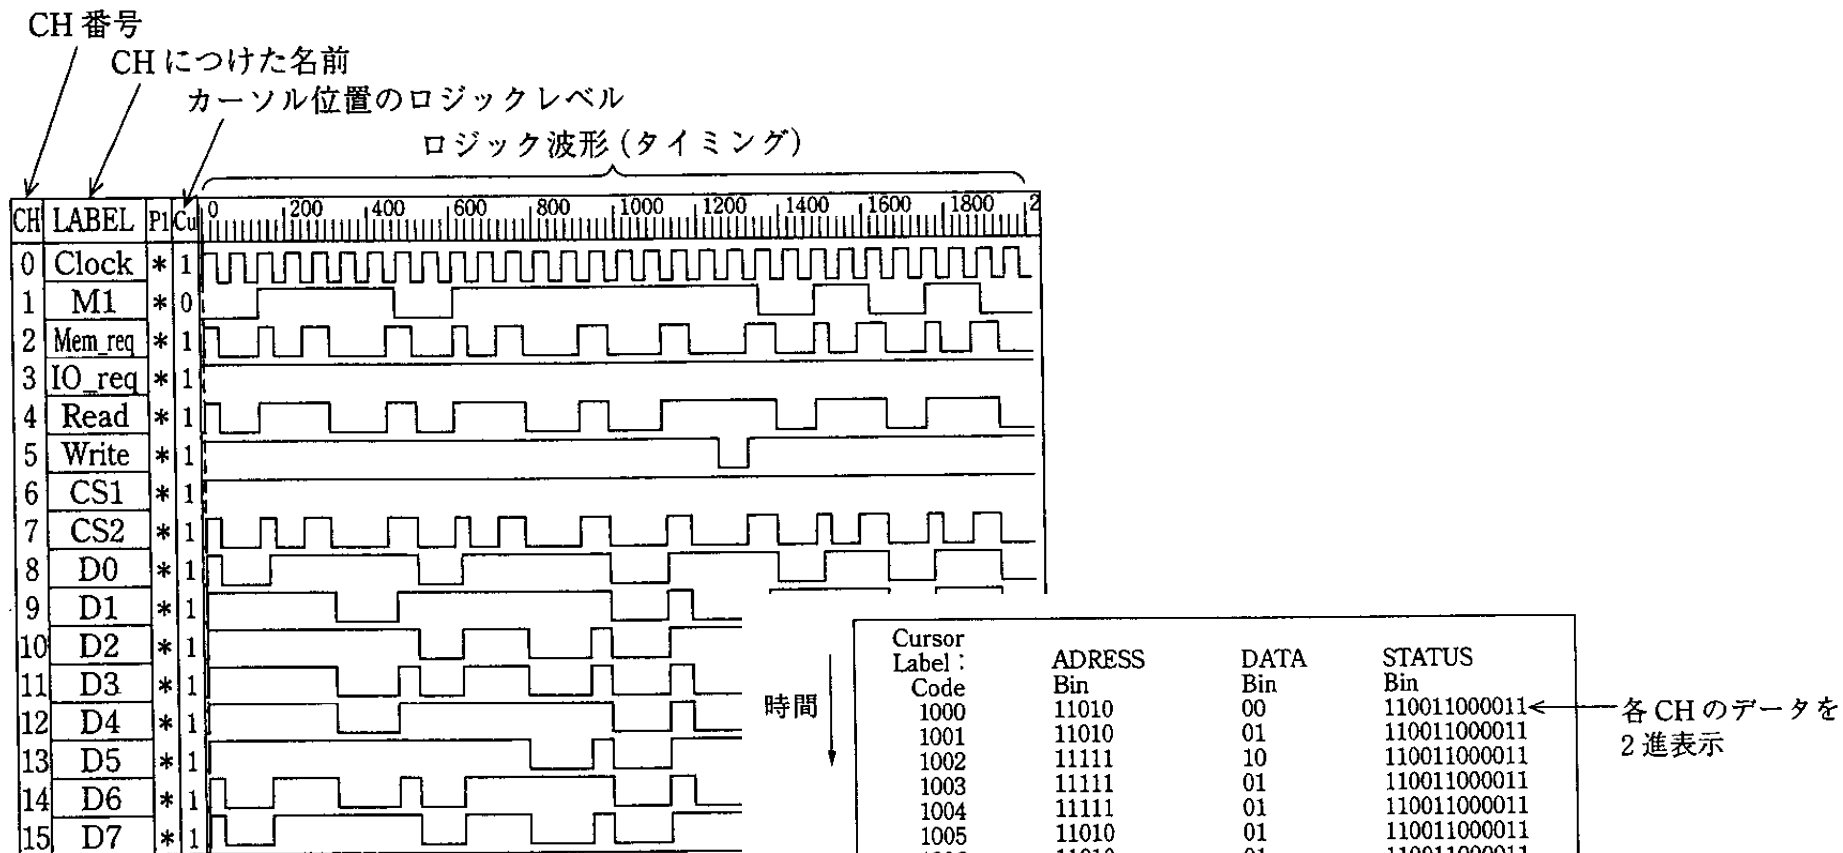 CH 番号
CH につけた名前
カーソル位置のロジックレベル
ロジック波形 (タイミング)
CH LABEL P1 Cu 0 200 400 600 800 1000 1200 1400 1600 1800 2
0 Clock * 1
1 M1 * 0
2 Mem_req * 1
3 IO_req * 1
4 Read * 1
5 Write * 1
6 CS1 * 1
7 CS2 * 1
8 D0 * 1
9 D1 * 1
10 D2 * 1
11 D3 * 1
12 D4 * 1
13 D5 * 1
14 D6 * 1
15 D7 * 1
時間
Cursor
Label : ADRESS DATA STATUS
Code Bin Bin Bin
1000 11010 00 110011000011
1001 11010 01 110011000011
1002 11111 10 110011000011
1003 11111 01 110011000011
1004 11111 01 110011000011
1005 11010 01 110011000011
各 CH のデータを
2 進表示